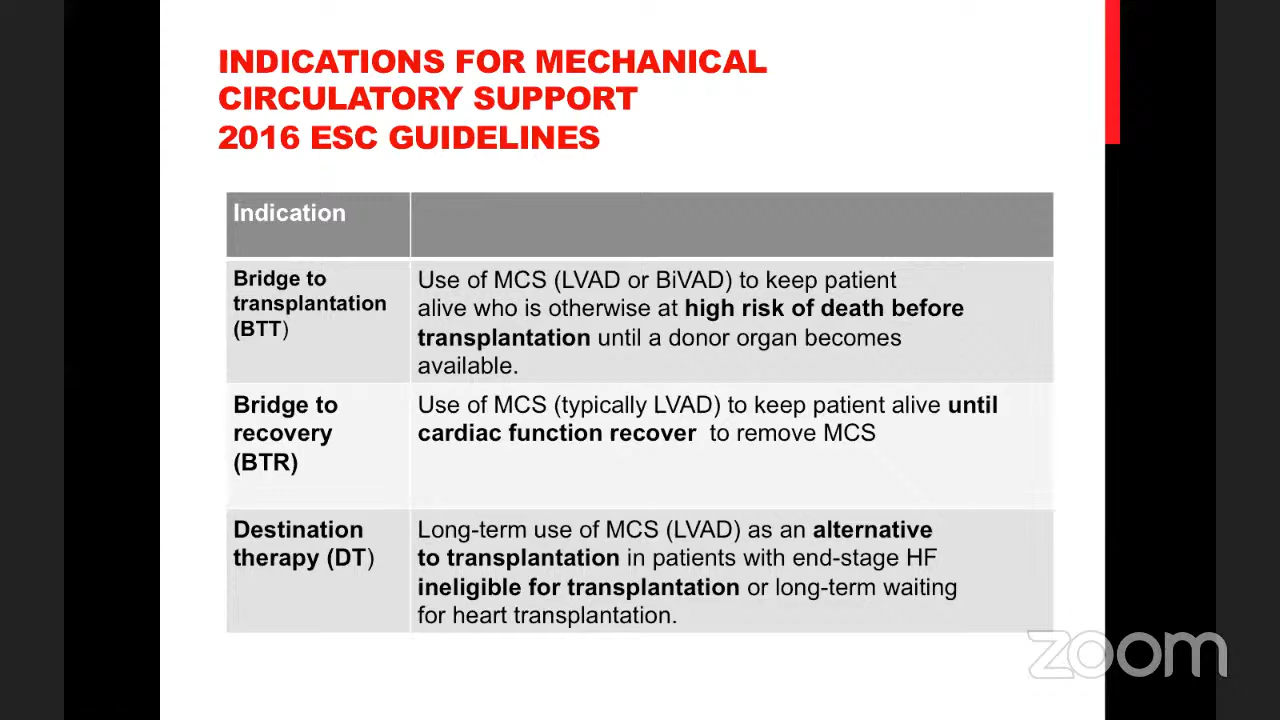 INDICATIONS FOR MECHANICAL
CIRCULATORY SUPPORT
2016 ESC GUIDELINES
Indication
Bridge to
transplantation
(BTT)
Use of MCS (LVAD or BiVAD) to keep patient
alive who is otherwise at high risk of death before
transplantation until a donor organ becomes
available.
Bridge to
recovery
(BTR)
Use of MCS (typically LVAD) to keep patient alive until
cardiac function recover to remove MCS
Destination
therapy (DT)
Long-term use of MCS (LVAD) as an alternative
to transplantation in patients with end-stage HF
ineligible for transplantation or long-term waiting
for heart transplantation.
zoom